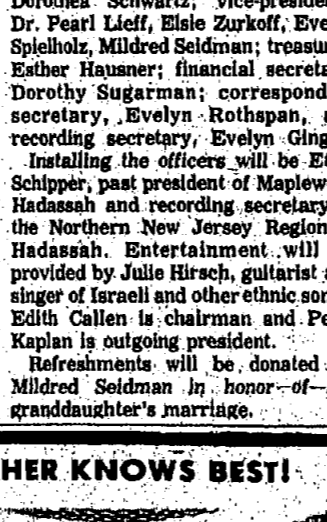 Dorothea Schwartz; vice-preside
Dr. Pearl Lieff, Elsie Zurkoff, Eve
Spielholz, Mildred Seidman; treasu
Esther Hausner; financial secreta
Dorothy Sugarman; correspond
secretary, Evelyn Rothspan,
recording secretary, Evelyn Ging
Installing the officers will be E
Schipper, past president of Maplew
Hadassah and recording secretary
the Northern New Jersey Region
Hadassah. Entertainment will
provided by Julie Hirsch, guitarist
singer of Israeli and other ethnic son
Edith Callen is chairman and Pe
Kaplan is outgoing president.
Refreshments will be donated
Mildred Seidman in honor of
granddaughter's marriage.
HER KNOWS BEST!